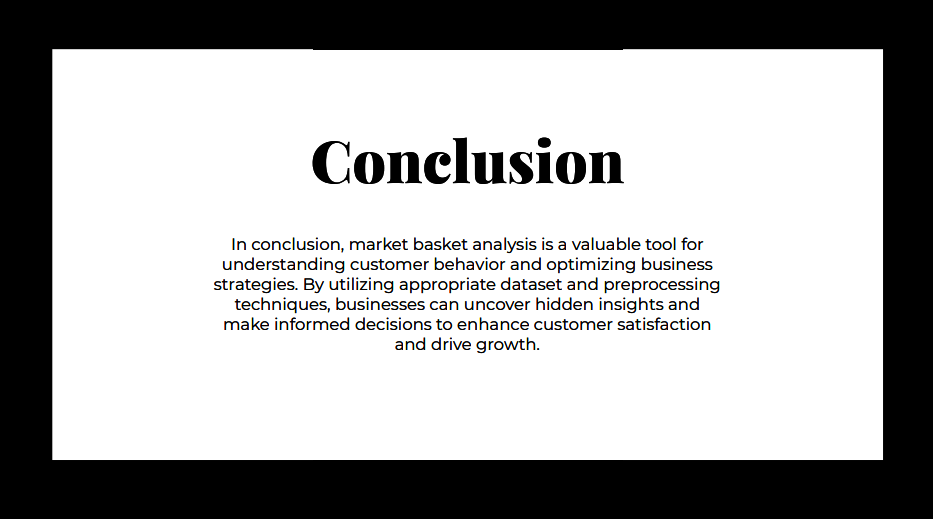 Conclusion
In conclusion, market basket analysis is a valuable tool for
understanding customer behavior and optimizing business
strategies. By utilizing appropriate dataset and preprocessing
techniques, businesses can uncover hidden insights and
make informed decisions to enhance customer satisfaction
and drive growth.